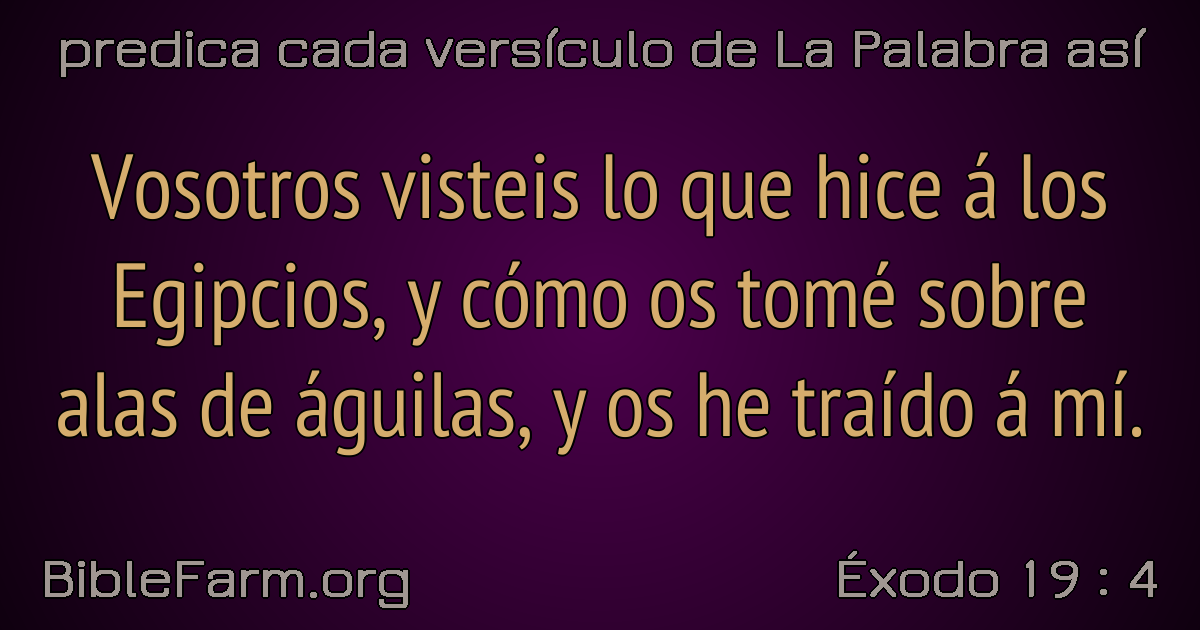 predica cada versículo de La Palabra así
Vosotros visteis lo que hice á los
Egipcios, y cómo os tomé sobre
alas de águilas, y os he traído á mí.
BibleFarm.org
Éxodo 19 : 4